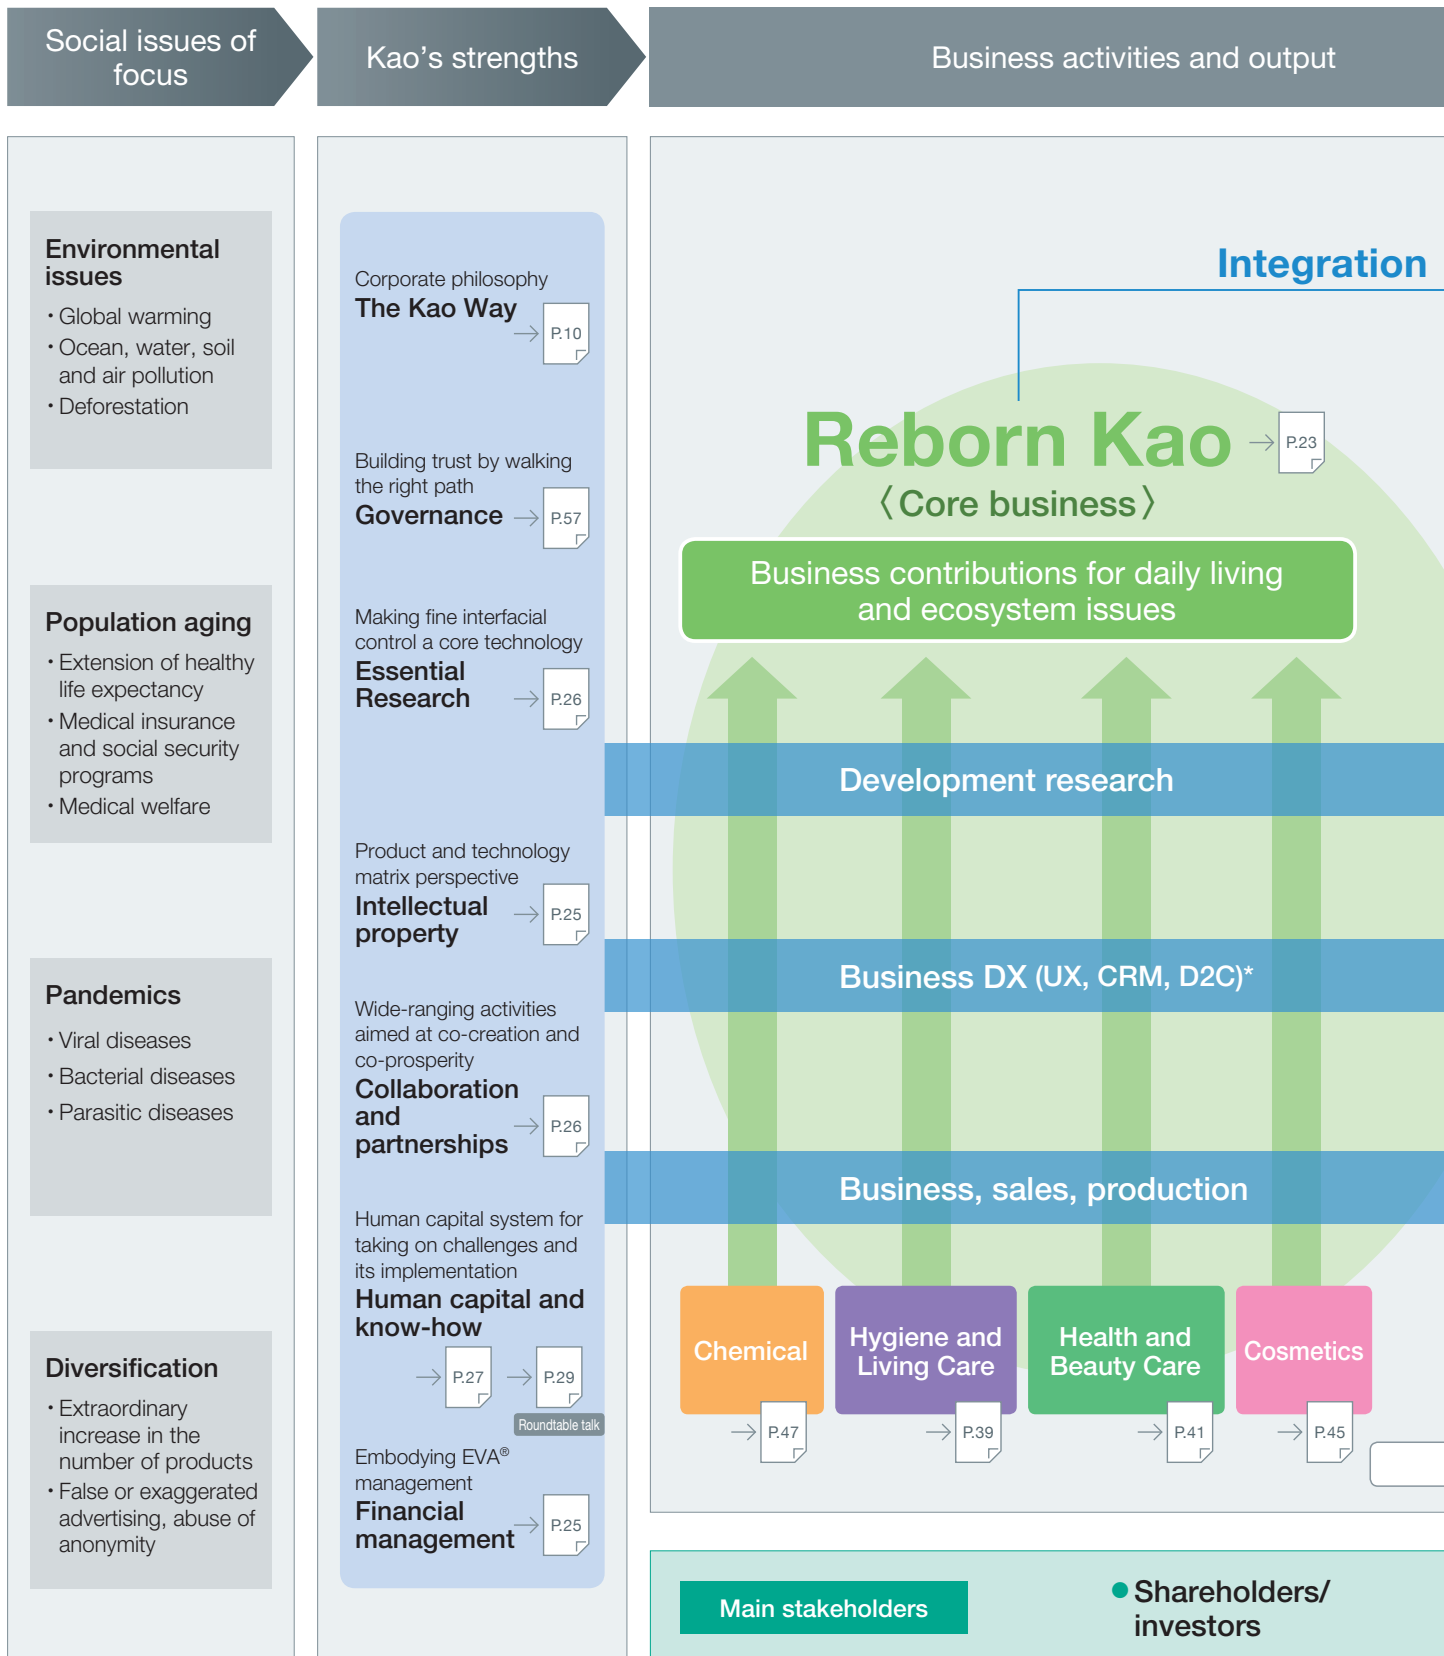 Social issues of
focus
Kao's strengths
Business activities and output
Environmental
issues
・Global warming
・Ocean, water, soil
and air pollution
・Deforestation
Population aging
・Extension of healthy
life expectancy
・Medical insurance
and social security
programs
・Medical welfare
Pandemics
・Viral diseases
・Bacterial diseases
・Parasitic diseases
Diversification
・Extraordinary
increase in the
number of products
・False or exaggerated
advertising, abuse of
anonymity
Corporate philosophy
The Kao Way
→ P.10
Building trust by walking
the right path
Governance → P.57
Making fine interfacial
control a core technology
Essential
Research → P.26
Product and technology
matrix perspective
Intellectual
property → P.25
Wide-ranging activities
aimed at co-creation and
co-prosperity
Collaboration
and
partnerships → P.26
Human capital system for
taking on challenges and
its implementation
Human capital and
know-how
→ P.27 → P.29
Roundtable talk
Embodying EVA®
management
Financial
management → P.25
Integration
Reborn Kao → P.23
〈Core business〉
Business contributions for daily living
and ecosystem issues
Development research
Business DX (UX, CRM, D2C)*
Business, sales, production
Chemical
→ P.47
Hygiene and
Living Care
→ P.39
Health and
Beauty Care
→ P.41
Cosmetics
→ P.45
Main stakeholders
● Shareholders/
investors